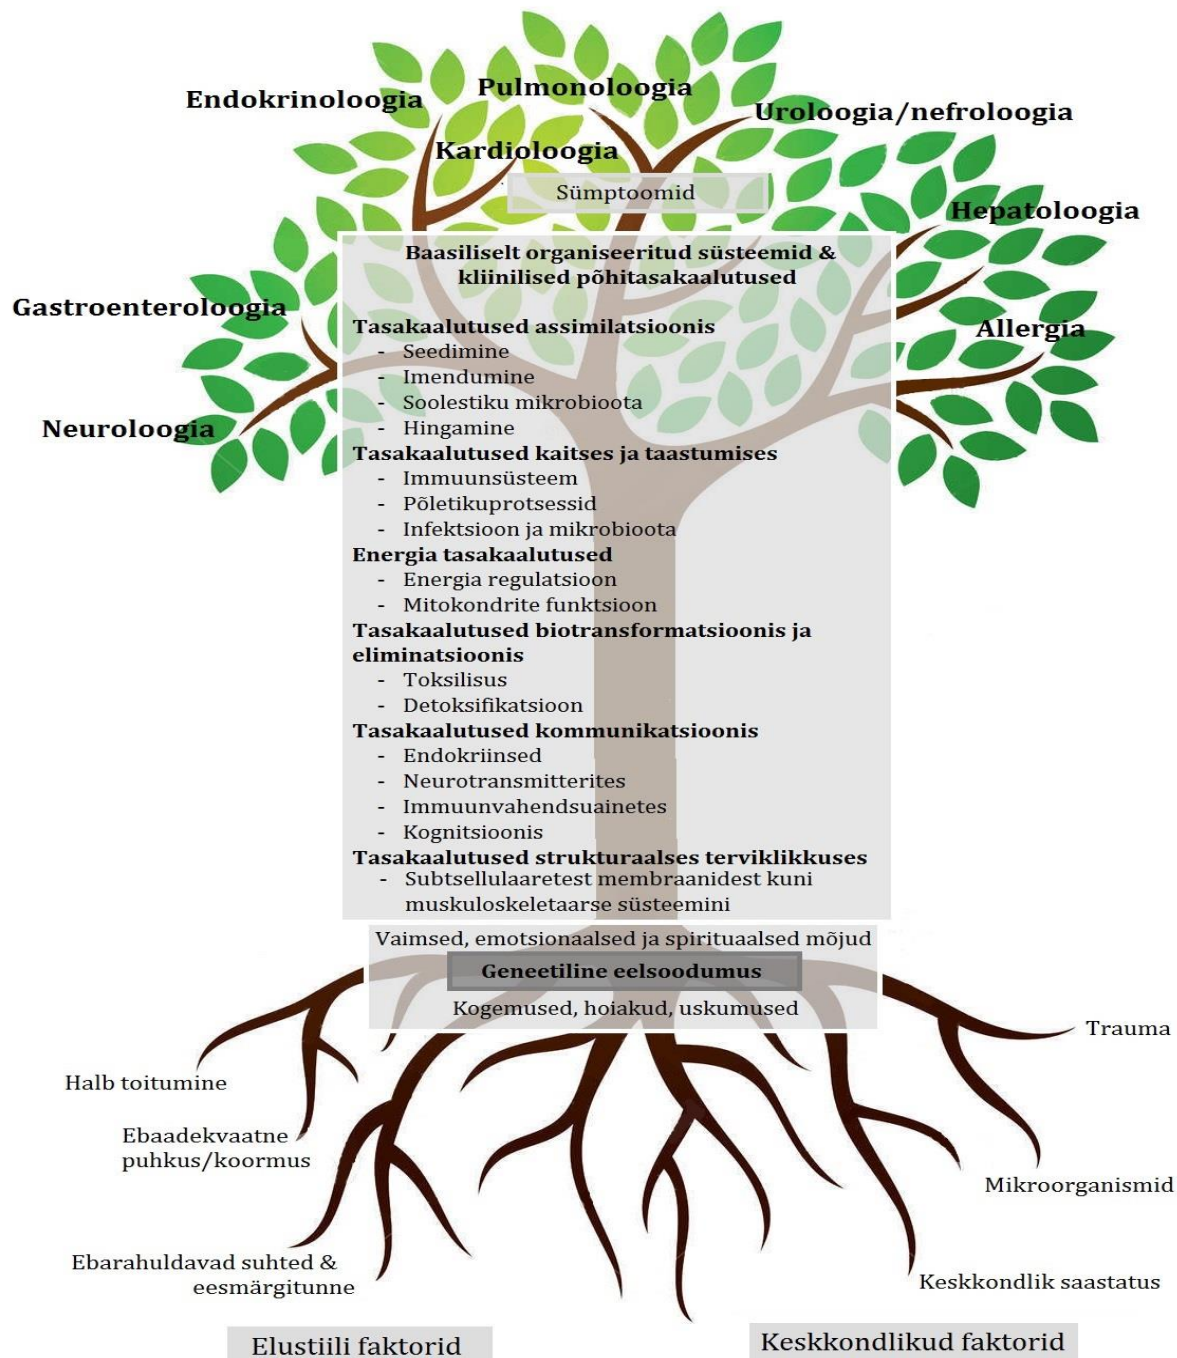 Pulmonoloogia
Endokrinoloogia
Uroloogia/nefroloogia
Kardioloogia
Sümptoomid
Hepatoloogia
Gastroenteroloogia
Allergia
Neuroloogia
Baasiliselt organiseeritud süsteemid &
kliinilised põhitasakaalutused
Tasakaalutused assimilatsioonis
- Seedimine
- Imendumine
- Soolestiku mikrobioota
- Hingamine
Tasakaalutused kaitses ja taastumises
- Immuunsüsteem
- Põletikuprotsessid
- Infektsioon ja mikrobioota
Energia tasakaalutused
- Energia regulatsioon
- Mitokondrite funktsioon
Tasakaalutused biotransformatsioonis ja
eliminatsioonis
- Toksilisus
- Detoksifikatsioon
Tasakaalutused kommunikatsioonis
- Endokriinsed
- Neurotransmitterites
- Immuunvahendsuainetes
- Kognitsioonis
Tasakaalutused strukturaalses terviklikkuses
- Subtsellulaaretest membraanidest kuni
muskuloskeletaarse süsteemini
Vaimsed, emotsionaalsed ja spirituaalsed mõjud
Geneetiline eelsoodumus
Kogemused, hoiakud, uskumused
Trauma
Halb toitumine
Ebaadekvaatne
puhkus/koormus
Mikroorganismid
Ebarahuldavad suhted &
eesmärgitunne
Keskkondlik saastatus
Elustiili faktorid
Keskkondlikud faktorid